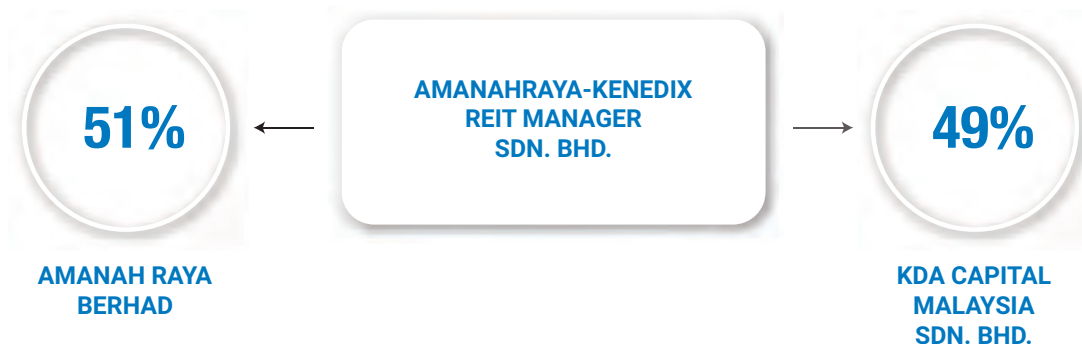 51%
AMANAH RAYA
BERHAD
AMANAHRAYA-KENEDIX
REIT MANAGER
SDN. BHD.
49%
KDA CAPITAL
MALAYSIA
SDN. BHD.